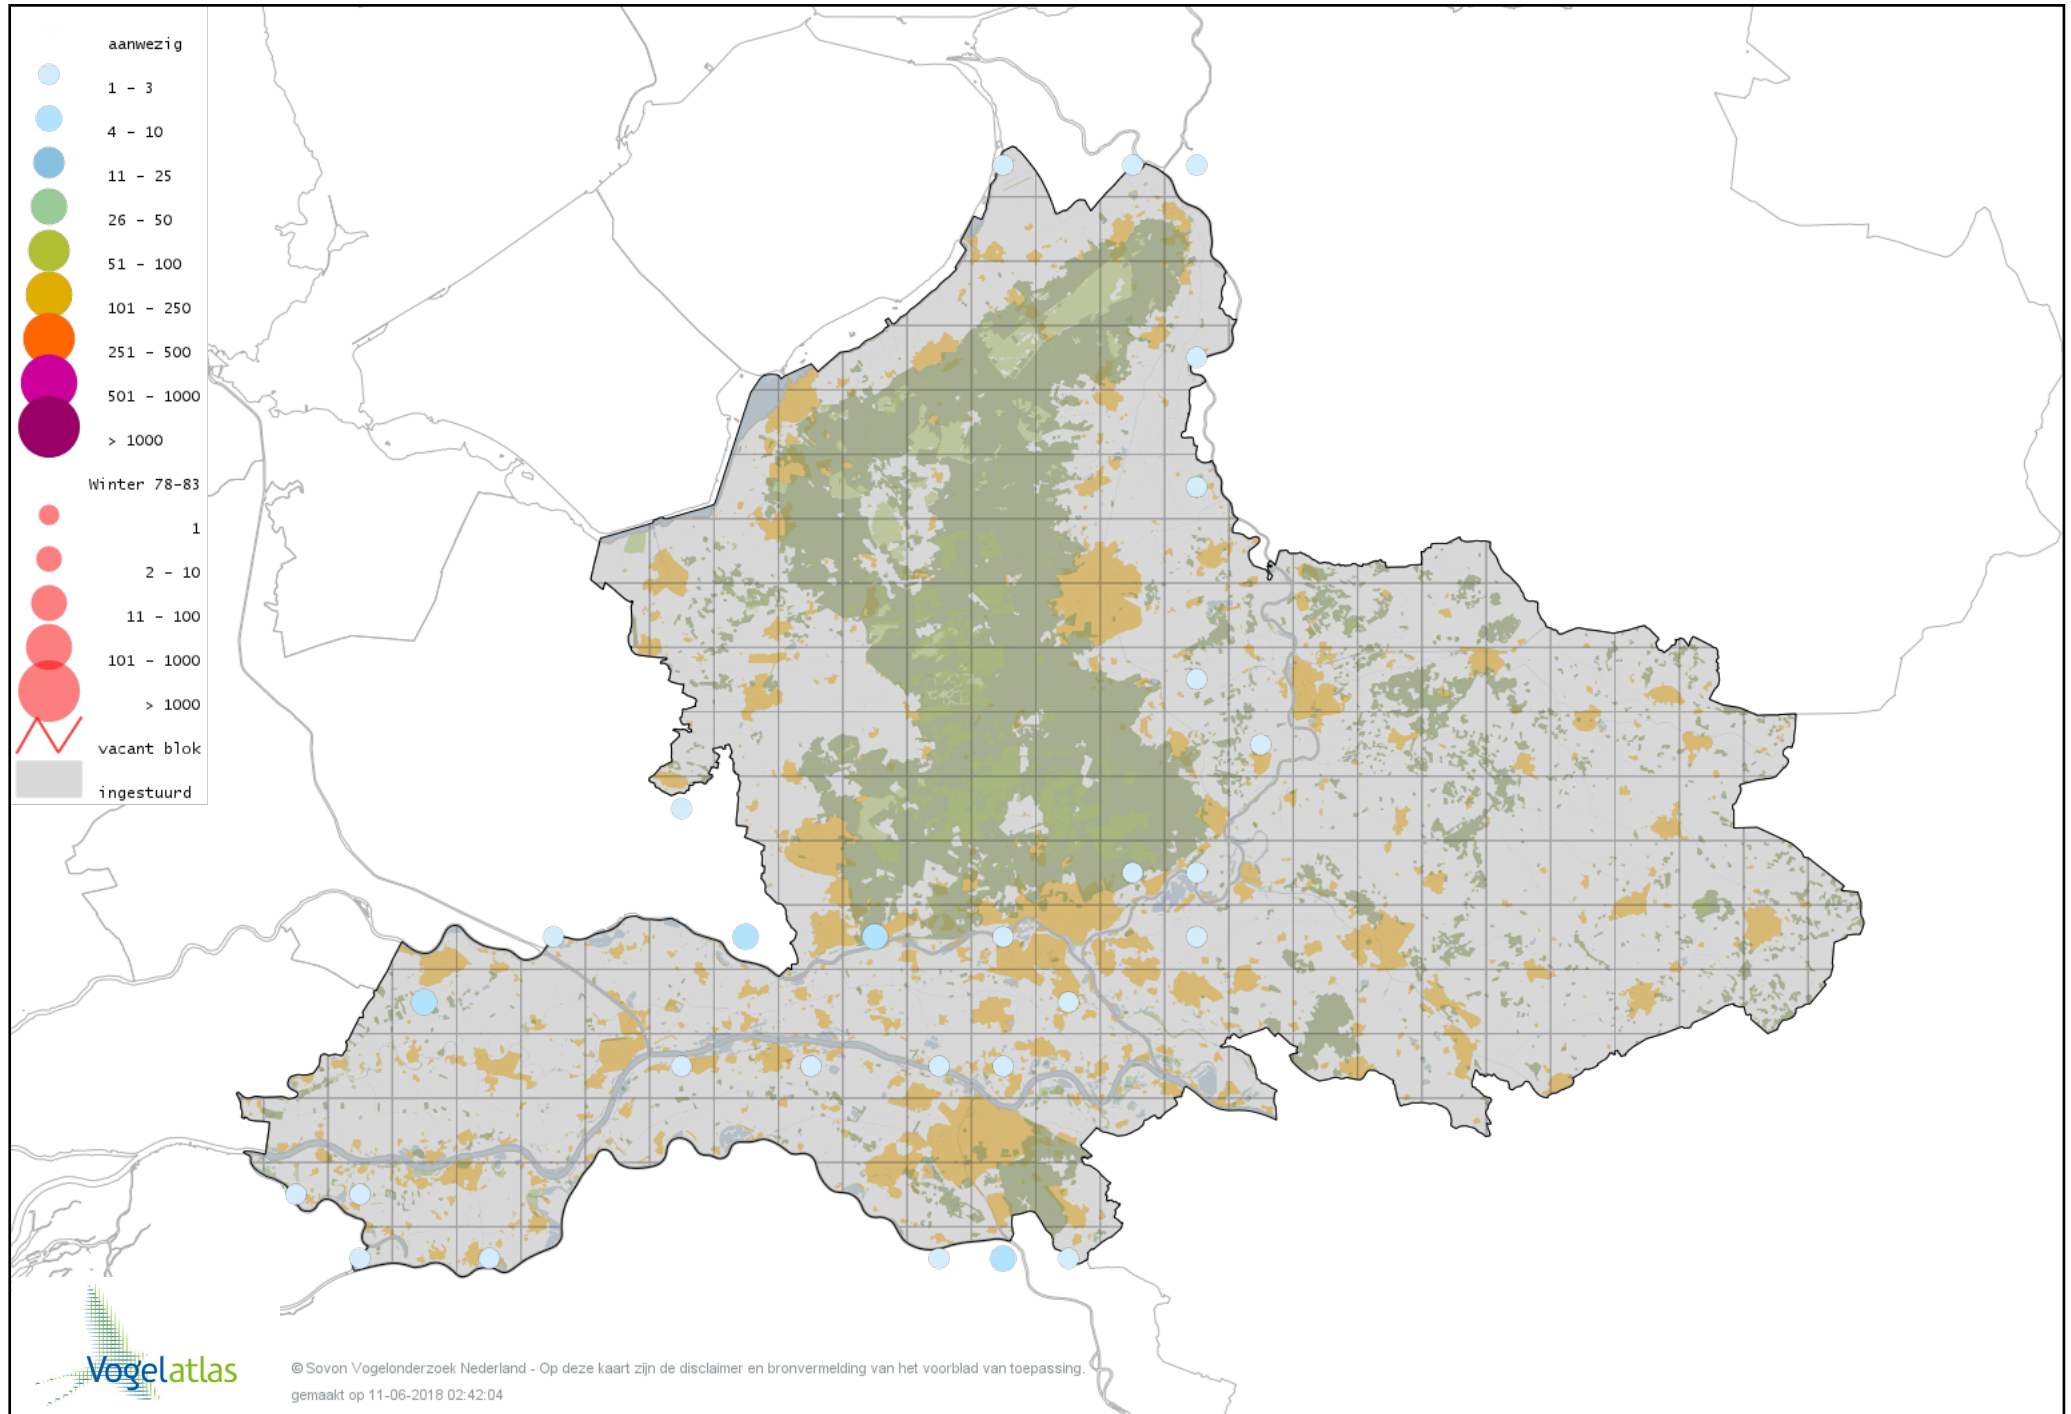 aanwezig
1 - 3
4 - 10
11 - 25
26 - 50
51 - 100
101 - 250
251 - 500
501 - 1000
> 1000
Winter 78-83
1
2 - 10
11 - 100
101 - 1000
> 1000
vacant blok
ingestuurd
Vogelatlas
© Sovon Vogelonderzoek Nederland - Op deze kaart zijn de disclaimer en bronvermelding van het voorblad van toepassing.
gemaakt op 11-06-2018 02:42:04